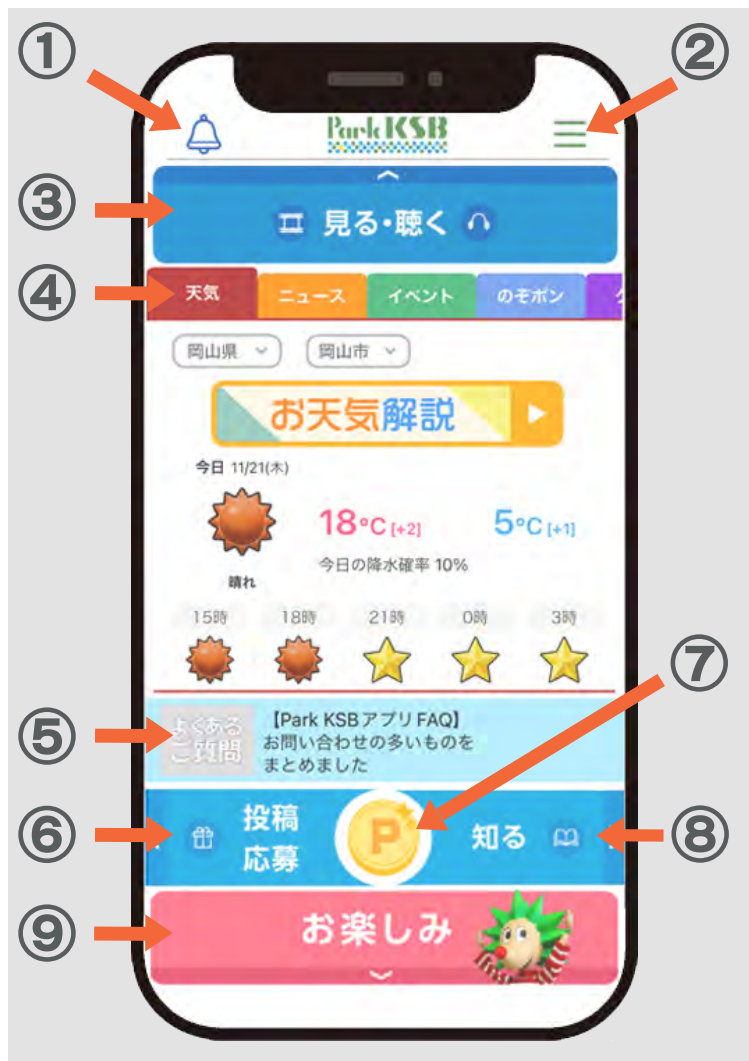 ①
②
Park KSB
③
見る・聴く
④
天気 ニュース イベント のぞポン
岡山県 岡山市
お天気解説
今日 11/21(木)
18℃ [+2] 5℃ [+1]
今日の降水確率 10%
晴れ
15時 18時 21時 0時 3時
⑦
⑤
よくある
ご質問
【Park KSBアプリ FAQ】
お問い合わせの多いものを
まとめました
⑥
投稿
応募
P
知る
⑧
⑨
お楽しみ